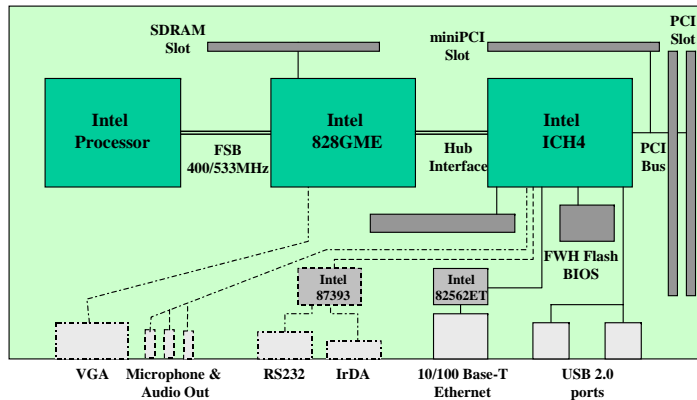 SDRAM
Slot
miniPCI
Slot
PCI
Slot
Intel
Processor
FSB
400/533MHz
Intel
828GME
Hub
Interface
Intel
ICH4
PCI
Bus
FWH Flash
BIOS
Intel
87393
Intel
82562ET
VGA
Microphone &
Audio Out
RS232
IrDA
10/100 Base-T
Ethernet
USB 2.0
ports